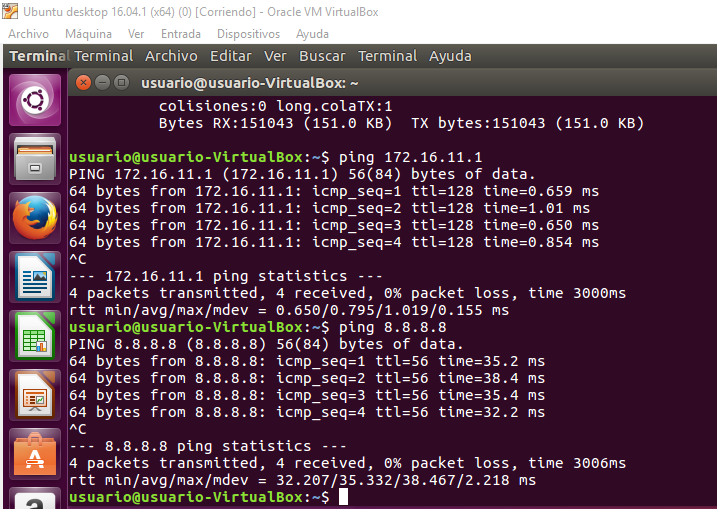 Ubuntu desktop 16.04.1 (x64) (0) [Corriendo] - Oracle VM VirtualBox
Archivo Máquina Ver Entrada Dispositivos Ayuda
Terminal Terminal Archivo Editar Ver Buscar Terminal Ayuda
usuario@usuario-VirtualBox: ~
colisiones:0 long.colaTX:1
Bytes RX:151043 (151.0 KB) TX bytes:151043 (151.0 KB)
usuario@usuario-VirtualBox:~$ ping 172.16.11.1
PING 172.16.11.1 (172.16.11.1) 56(84) bytes of data.
64 bytes from 172.16.11.1: icmp_seq=1 ttl=128 time=0.659 ms
64 bytes from 172.16.11.1: icmp_seq=2 ttl=128 time=1.01 ms
64 bytes from 172.16.11.1: icmp_seq=3 ttl=128 time=0.650 ms
64 bytes from 172.16.11.1: icmp_seq=4 ttl=128 time=0.854 ms
^C
--- 172.16.11.1 ping statistics ---
4 packets transmitted, 4 received, 0% packet loss, time 3000ms
rtt min/avg/max/mdev = 0.650/0.795/1.019/0.155 ms
usuario@usuario-VirtualBox:~$ ping 8.8.8.8
PING 8.8.8.8 (8.8.8.8) 56(84) bytes of data.
64 bytes from 8.8.8.8: icmp_seq=1 ttl=56 time=35.2 ms
64 bytes from 8.8.8.8: icmp_seq=2 ttl=56 time=38.4 ms
64 bytes from 8.8.8.8: icmp_seq=3 ttl=56 time=35.4 ms
64 bytes from 8.8.8.8: icmp_seq=4 ttl=56 time=32.2 ms
^C
--- 8.8.8.8 ping statistics ---
4 packets transmitted, 4 received, 0% packet loss, time 3006ms
rtt min/avg/max/mdev = 32.207/35.332/38.467/2.218 ms
usuario@usuario-VirtualBox:~$